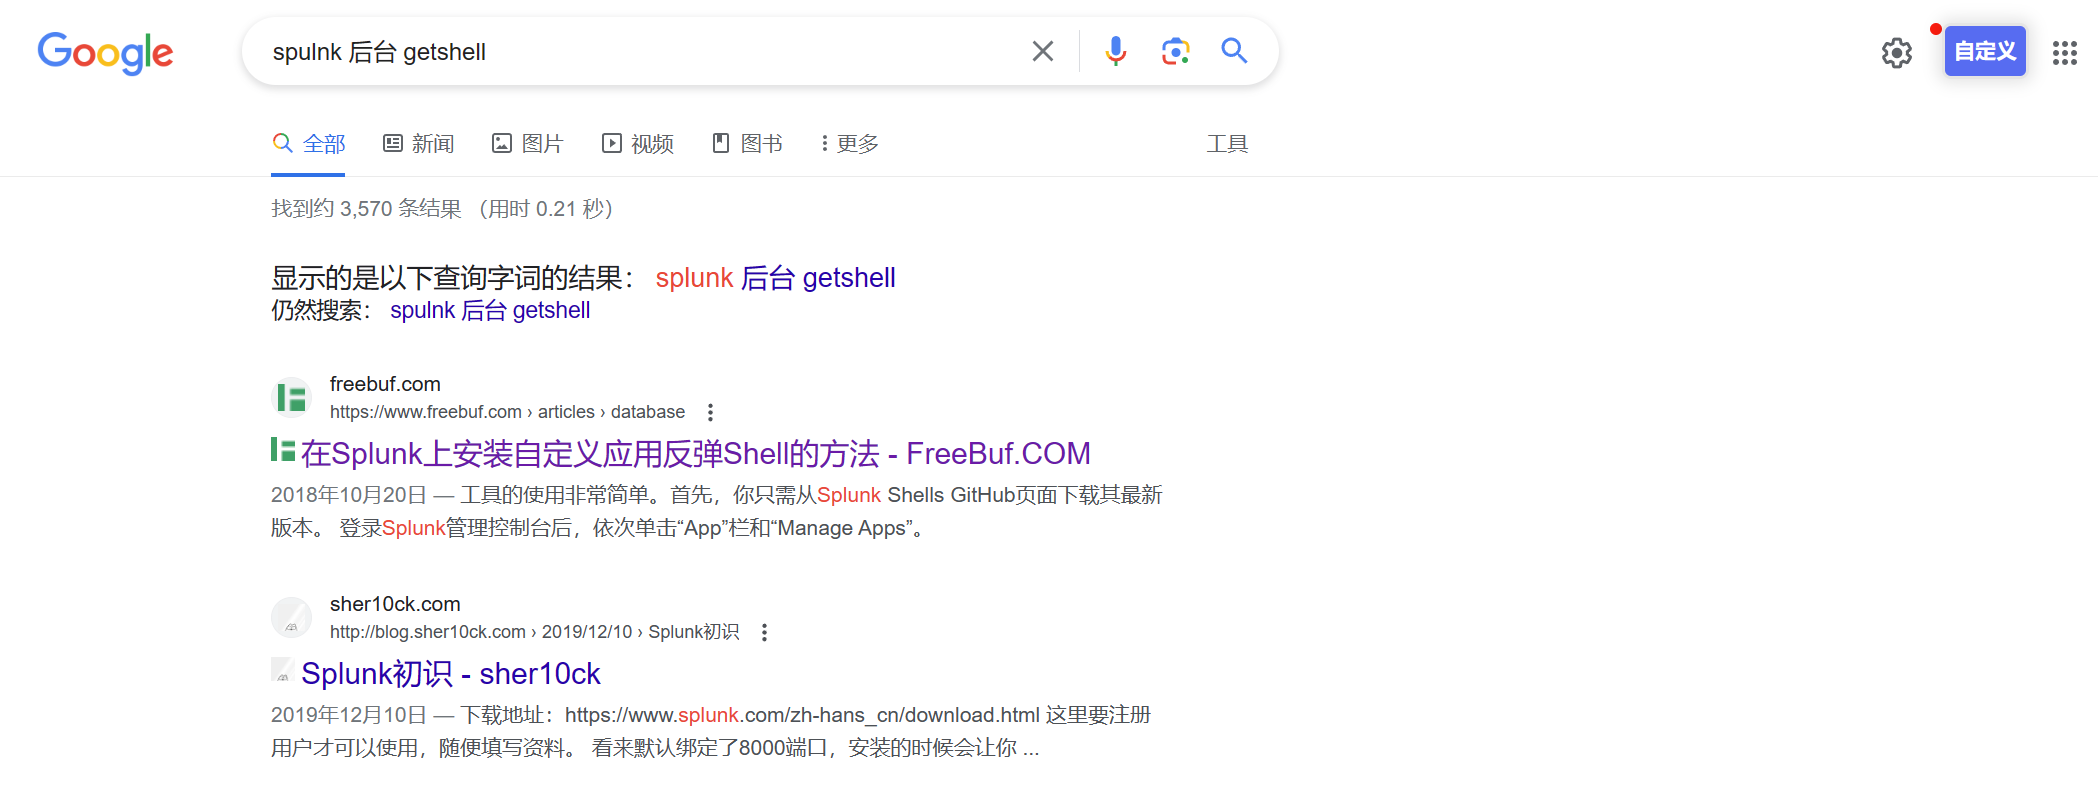 Google
spulnk 后台 getshell
自定义
全部
新闻
图片
视频
图书
更多
工具
找到约 3,570 条结果 （用时 0.21 秒）
显示的是以下查询字词的结果： splunk 后台 getshell
仍然搜索： spulnk 后台 getshell
freebuf.com
https://www.freebuf.com › articles › database
在Splunk上安装自定义应用反弹Shell的方法 - FreeBuf.COM
2018年10月20日 — 工具的使用非常简单。首先，你只需从Splunk Shells GitHub页面下载其最新
版本。 登录Splunk管理控制台后，依次单击“App”栏和“Manage Apps”。
sher10ck.com
http://blog.sher10ck.com › 2019/12/10 › Splunk初识
Splunk初识 - sher10ck
2019年12月10日 — 下载地址：https://www.splunk.com/zh-hans_cn/download.html 这里要注册
用户才可以使用，随便填写资料。 看来默认绑定了8000端口，安装的时候会让你 ...